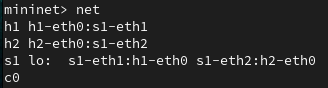 mininet> net
h1 h1-eth0:s1-eth1
h2 h2-eth0:s1-eth2
s1 lo:  s1-eth1:h1-eth0 s1-eth2:h2-eth0
c0